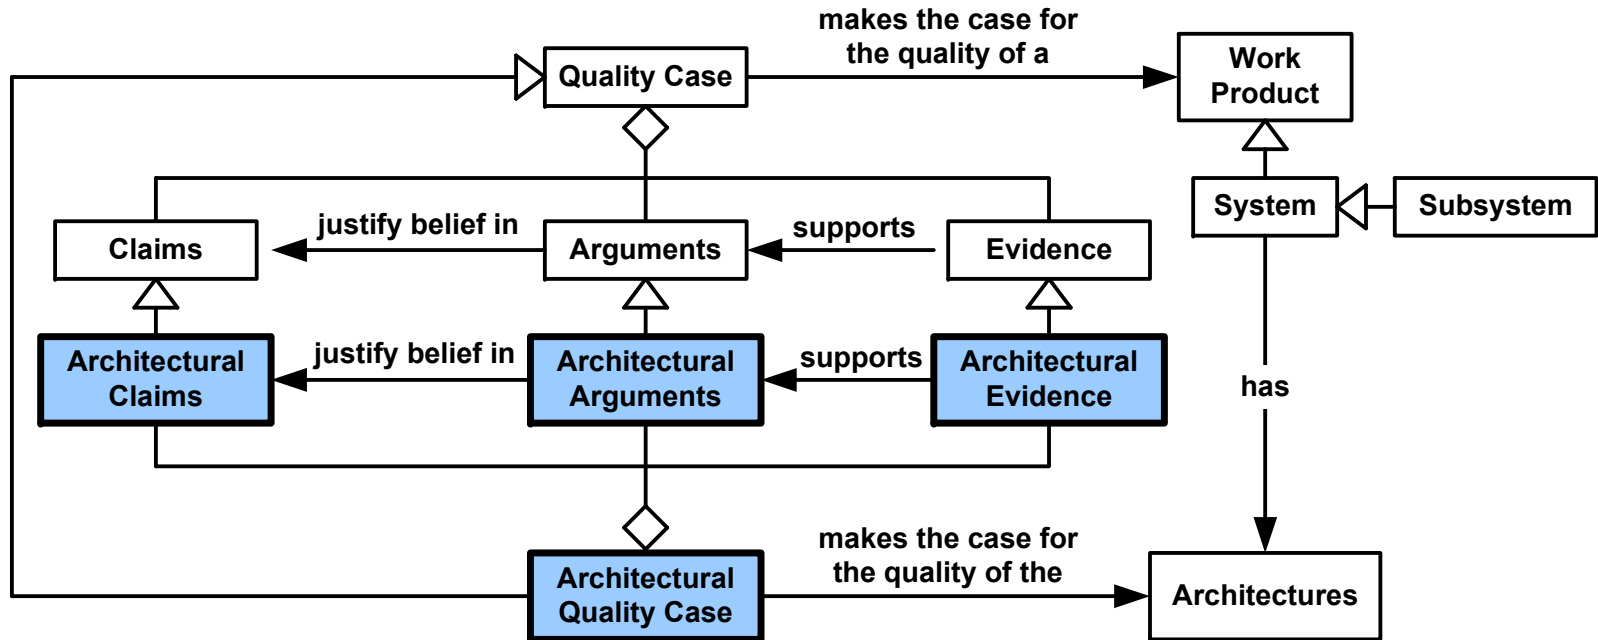 makes the case for
the quality of a
Quality Case
Work
Product
System
Subsystem
Claims
justify belief in
Arguments
supports
Evidence
Architectural
Claims
justify belief in
Architectural
Arguments
supports
Architectural
Evidence
has
Architectural
Quality Case
makes the case for
the quality of the
Architectures